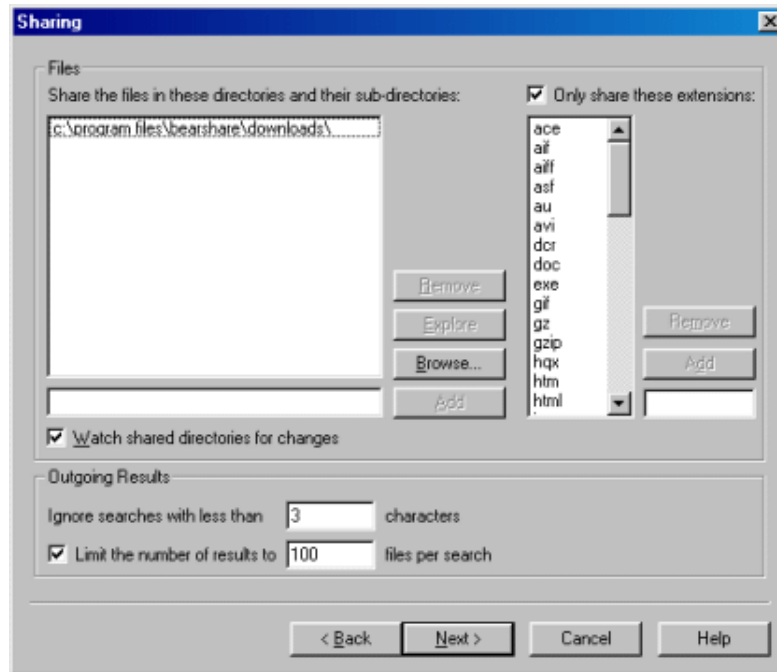 Sharing
Files
Share the files in these directories and their sub-directories:
c:\program files\bearshare\downloads\
Remove
Explore
Browse...
Add
Watch shared directories for changes
Only share these extensions:
ace
aif
aiff
asf
au
avi
dcr
doc
exe
gif
gz
gzip
hqx
htm
html
Remove
Add
Outgoing Results
Ignore searches with less than 3 characters
Limit the number of results to 100 files per search
< Back
Next >
Cancel
Help